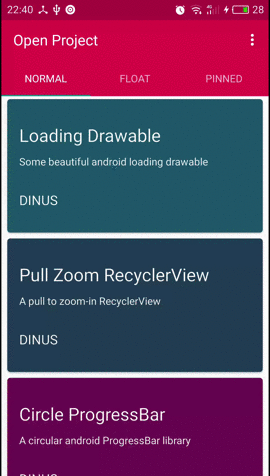 22:40
28
Open Project
NORMAL
FLOAT
PINNED
Loading Drawable
Some beautiful android loading drawable
DINUS
Pull Zoom RecyclerView
A pull to zoom-in RecyclerView
DINUS
Circle ProgressBar
A circular android ProgressBar library
DINUS